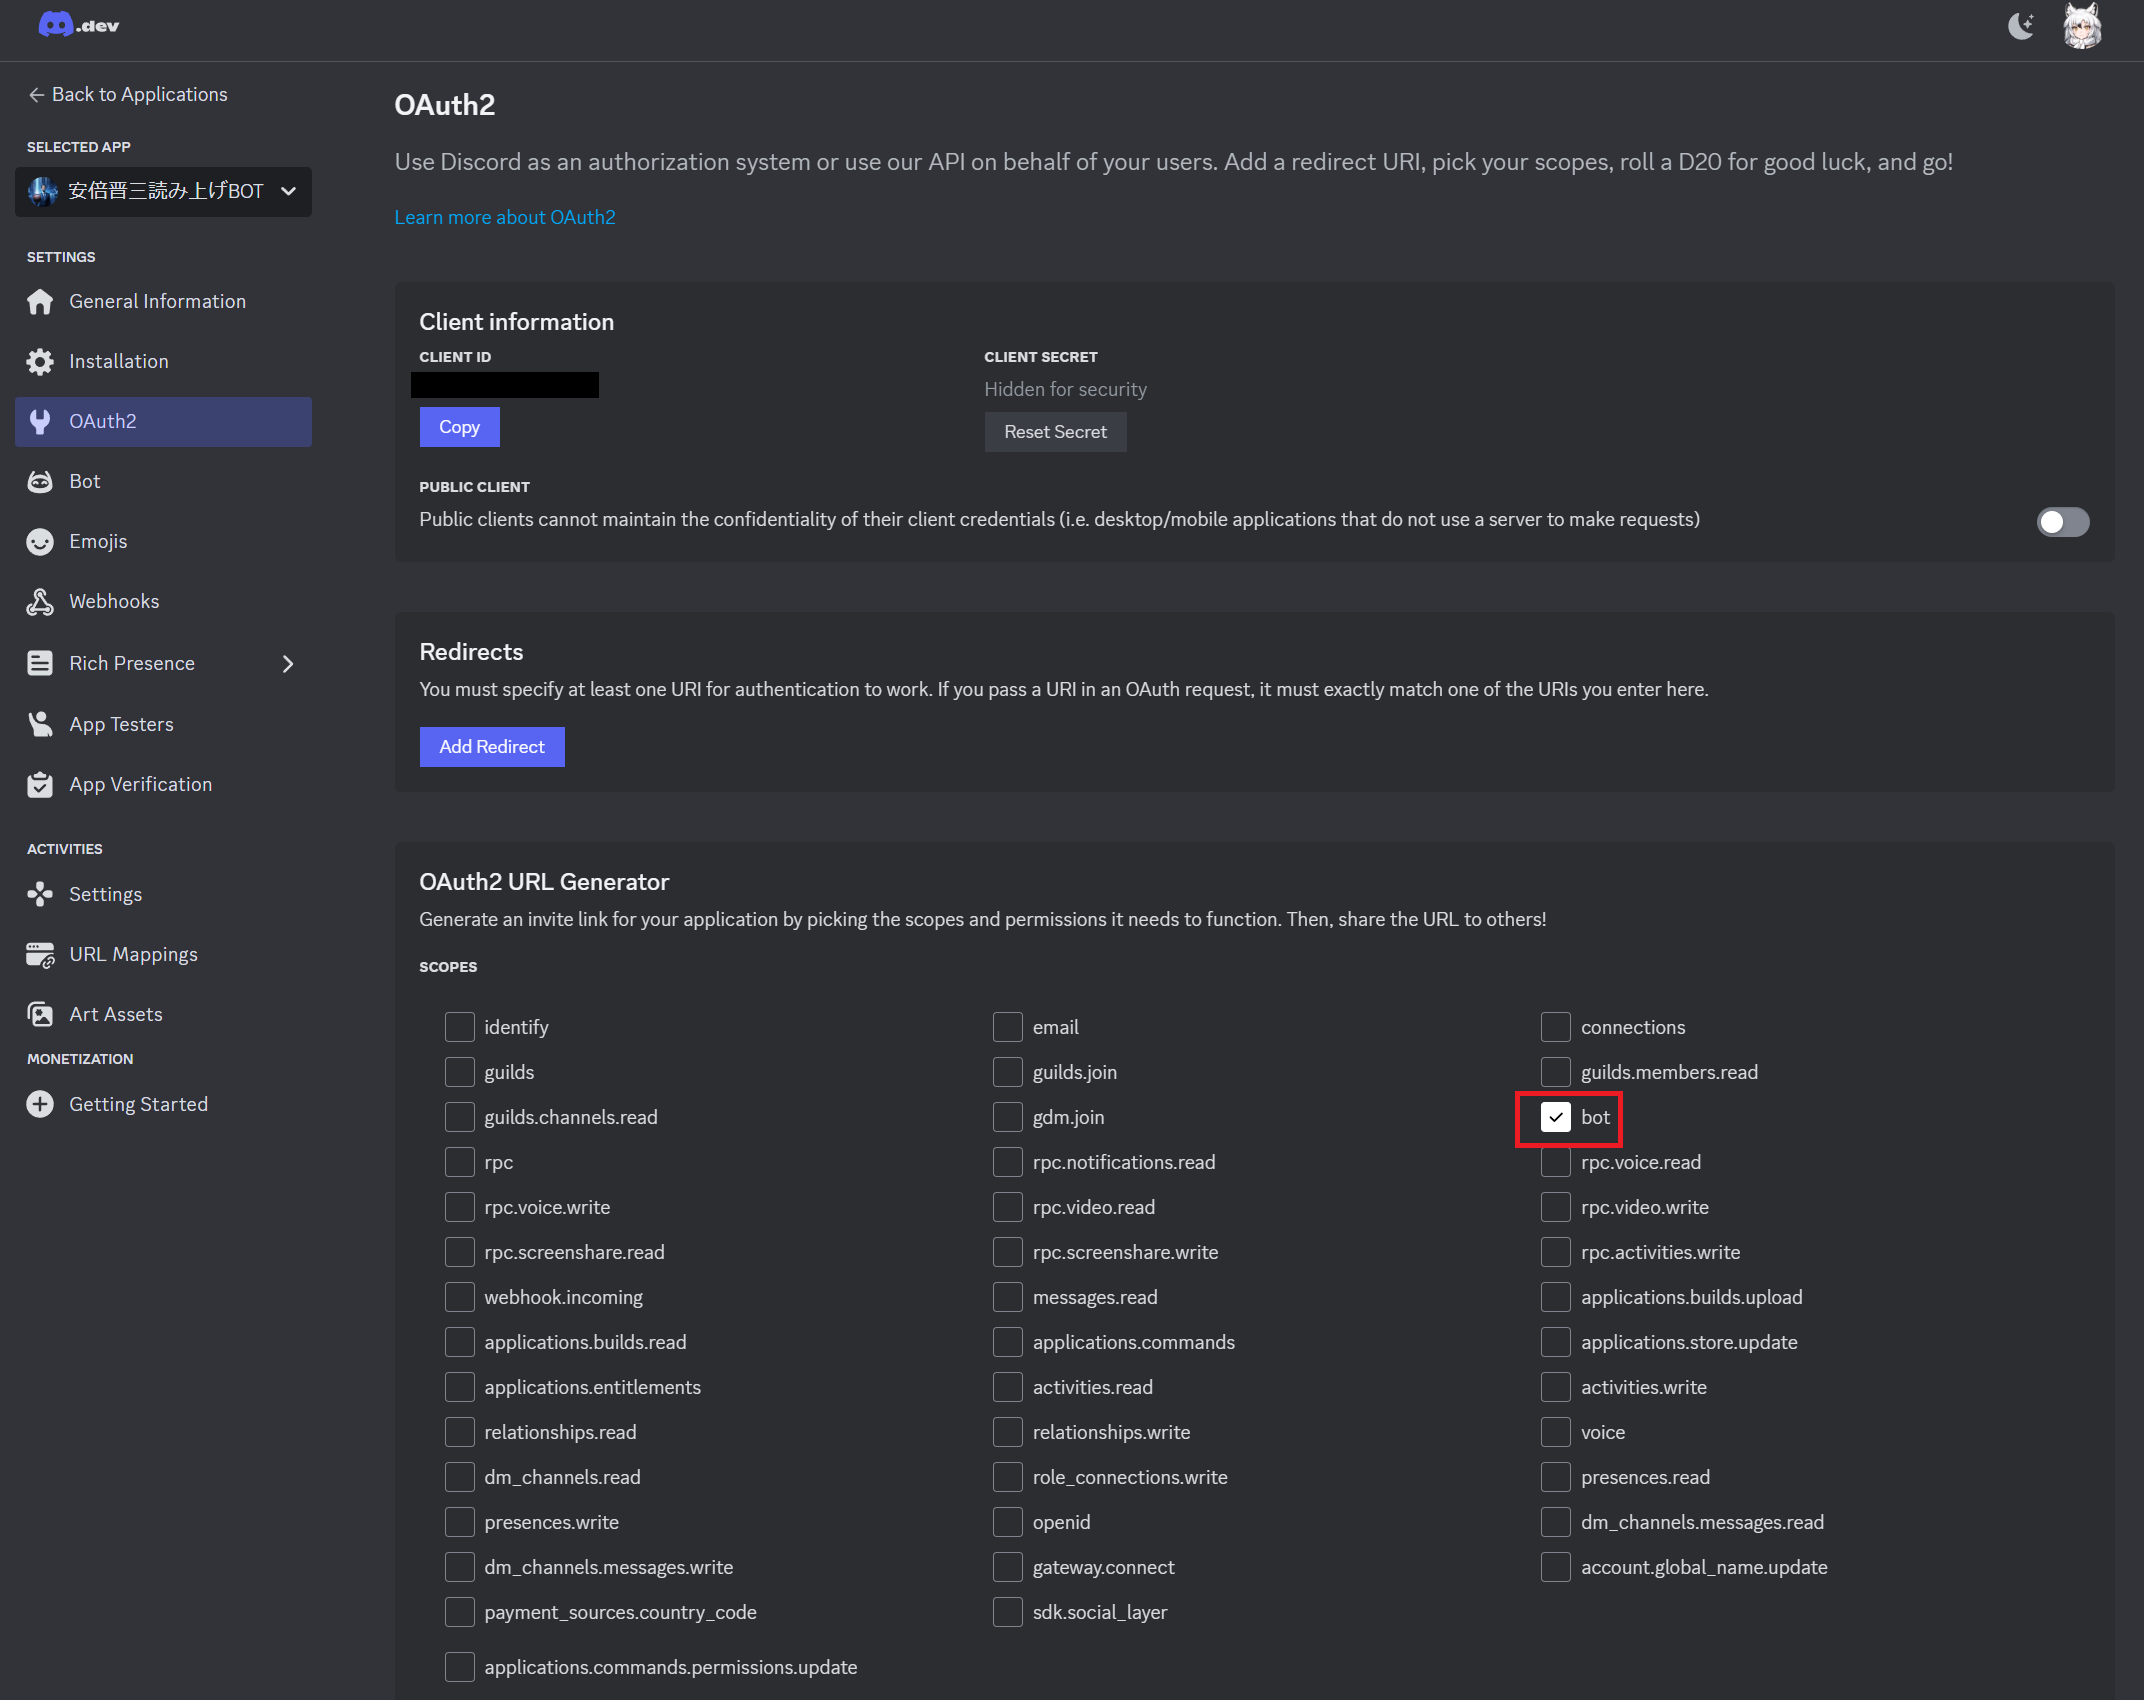 .dev
Back to Applications
SELECTED APP
安倍晋三読み上げBOT
SETTINGS
General Information
Installation
OAuth2
Bot
Emojis
Webhooks
Rich Presence
App Testers
App Verification
ACTIVITIES
Settings
URL Mappings
Art Assets
MONETIZATION
Getting Started
OAuth2
Use Discord as an authorization system or use our API on behalf of your users. Add a redirect URI, pick your scopes, roll a D20 for good luck, and go!
Learn more about OAuth2
Client information
CLIENT ID
Copy
CLIENT SECRET
Hidden for security
Reset Secret
PUBLIC CLIENT
Public clients cannot maintain the confidentiality of their client credentials (i.e. desktop/mobile applications that do not use a server to make requests)
Redirects
You must specify at least one URI for authentication to work. If you pass a URI in an OAuth request, it must exactly match one of the URIs you enter here.
Add Redirect
OAuth2 URL Generator
Generate an invite link for your application by picking the scopes and permissions it needs to function. Then, share the URL to others!
SCOPES
identify
email
connections
guilds
guilds.join
guilds.members.read
guilds.channels.read
gdm.join
bot
rpc
rpc.notifications.read
rpc.voice.read
rpc.voice.write
rpc.video.read
rpc.video.write
rpc.screenshare.read
rpc.screenshare.write
rpc.activities.write
webhook.incoming
messages.read
applications.builds.upload
applications.builds.read
applications.commands
applications.store.update
applications.entitlements
activities.read
activities.write
relationships.read
relationships.write
voice
dm_channels.read
role_connections.write
presences.read
presences.write
openid
dm_channels.messages.read
dm_channels.messages.write
gateway.connect
account.global_name.update
payment_sources.country_code
sdk.social_layer
applications.commands.permissions.update